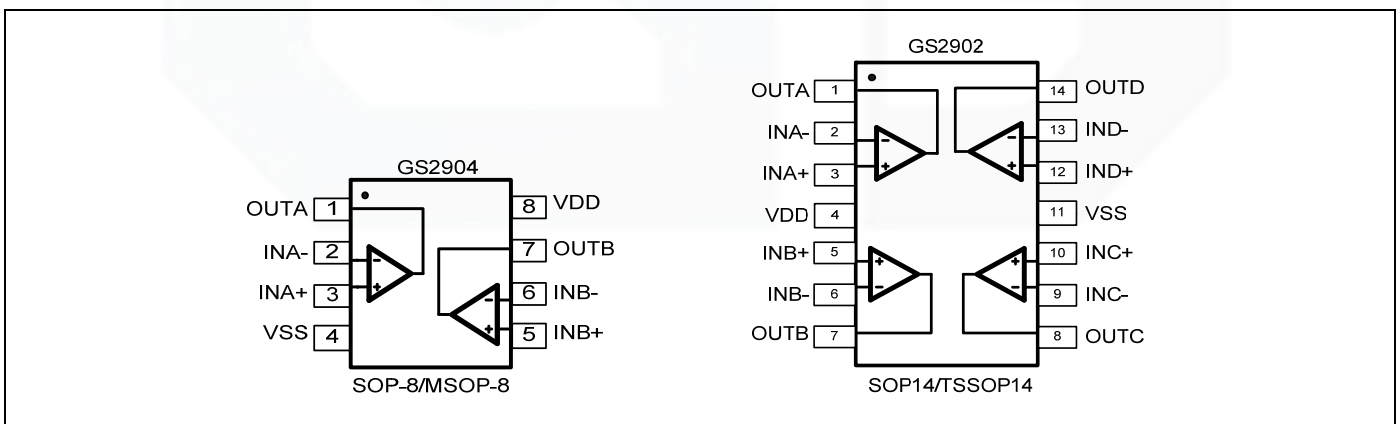 GS2904
OUTA 1
INA- 2
INA+ 3
VSS 4
8 VDD
7 OUTB
6 INB-
5 INB+
- +
- +
SOP-8/MSOP-8
GS2902
OUTA 1
INA- 2
INA+ 3
VDD 4
INB+ 5
INB- 6
OUTB 7
14 OUTD
13 IND-
12 IND+
11 VSS
10 INC+
9 INC-
8 OUTC
- +
- +
+ -
+ -
SOP14/TSSOP14